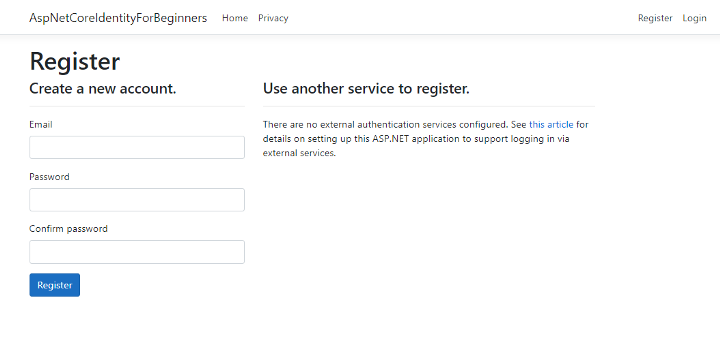 AspNetCoreIdentityForBeginners Home Privacy Register Login
Register
Create a new account.
Email
Password
Confirm password
Register
Use another service to register.
There are no external authentication services configured. See this article for
details on setting up this ASP.NET application to support logging in via
external services.